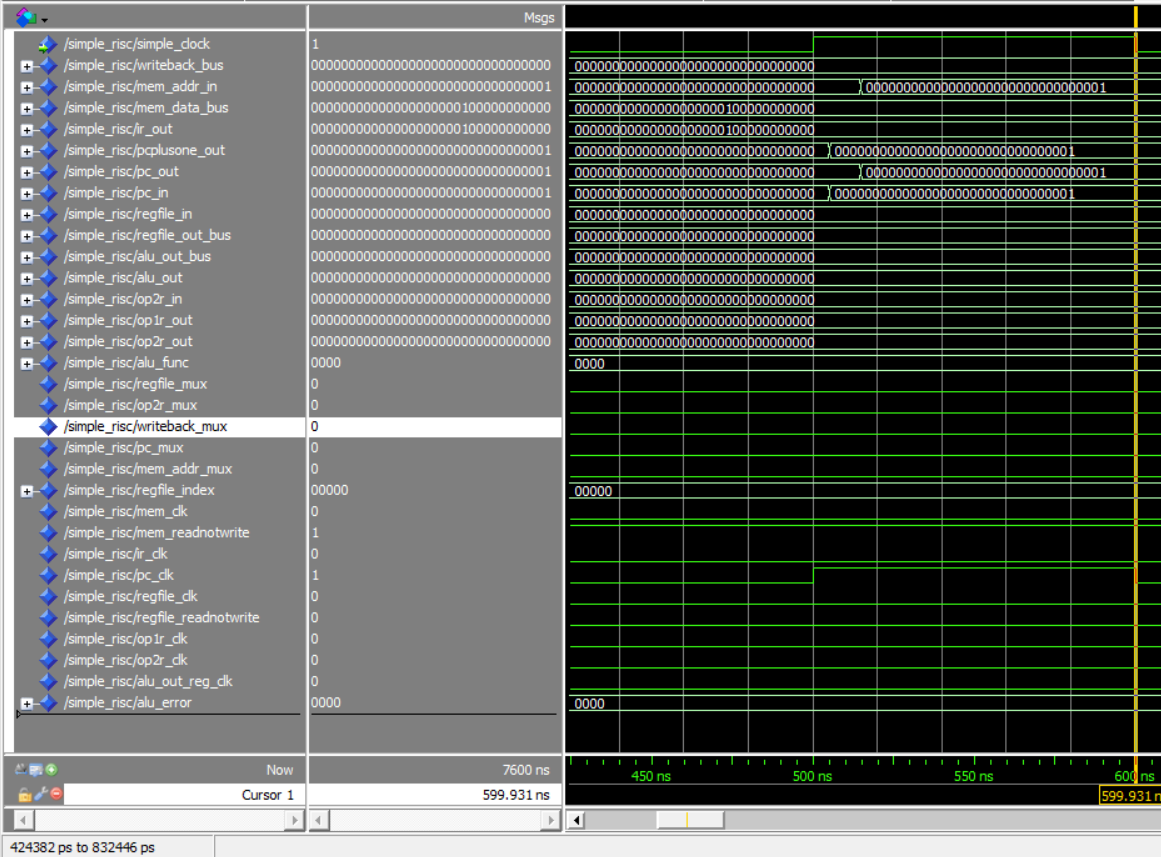 Msgs
/simple_risc/simple_clock 1
/simple_risc/writeback_bus 00000000000000000000000000000000 00000000000000000000000000000000
/simple_risc/mem_addr_in 00000000000000000000000000000001 00000000000000000000000000000000 00000000000000000000000000000001
/simple_risc/mem_data_bus 00000000000000000000100000000000 00000000000000000000100000000000
/simple_risc/ir_out 00000000000000000000100000000000 00000000000000000000100000000000
/simple_risc/pcplusone_out 00000000000000000000000000000001 00000000000000000000000000000000 00000000000000000000000000000001
/simple_risc/pc_out 00000000000000000000000000000001 00000000000000000000000000000000 00000000000000000000000000000001
/simple_risc/pc_in 00000000000000000000000000000001 00000000000000000000000000000000 00000000000000000000000000000001
/simple_risc/regfile_in 00000000000000000000000000000000 00000000000000000000000000000000
/simple_risc/regfile_out_bus 00000000000000000000000000000000 00000000000000000000000000000000
/simple_risc/alu_out_bus 00000000000000000000000000000000 00000000000000000000000000000000
/simple_risc/alu_out 00000000000000000000000000000000 00000000000000000000000000000000
/simple_risc/op2r_in 00000000000000000000000000000000 00000000000000000000000000000000
/simple_risc/op1r_out 00000000000000000000000000000000 00000000000000000000000000000000
/simple_risc/op2r_out 00000000000000000000000000000000 00000000000000000000000000000000
/simple_risc/alu_func 0000 0000
/simple_risc/regfile_mux 0
/simple_risc/op2r_mux 0
/simple_risc/writeback_mux 0
/simple_risc/pc_mux 0
/simple_risc/mem_addr_mux 0
/simple_risc/regfile_index 00000 00000
/simple_risc/mem_clk 0
/simple_risc/mem_readnotwrite 1
/simple_risc/ir_clk 0
/simple_risc/pc_clk 1
/simple_risc/regfile_clk 0
/simple_risc/regfile_readnotwrite 0
/simple_risc/op1r_clk 0
/simple_risc/op2r_clk 0
/simple_risc/alu_out_reg_clk 0
/simple_risc/alu_error 0000 0000
Now 7600 ns 450 ns 500 ns 550 ns 600 ns
Cursor 1 599.931 ns 599.931 n
424382 ps to 832446 ps